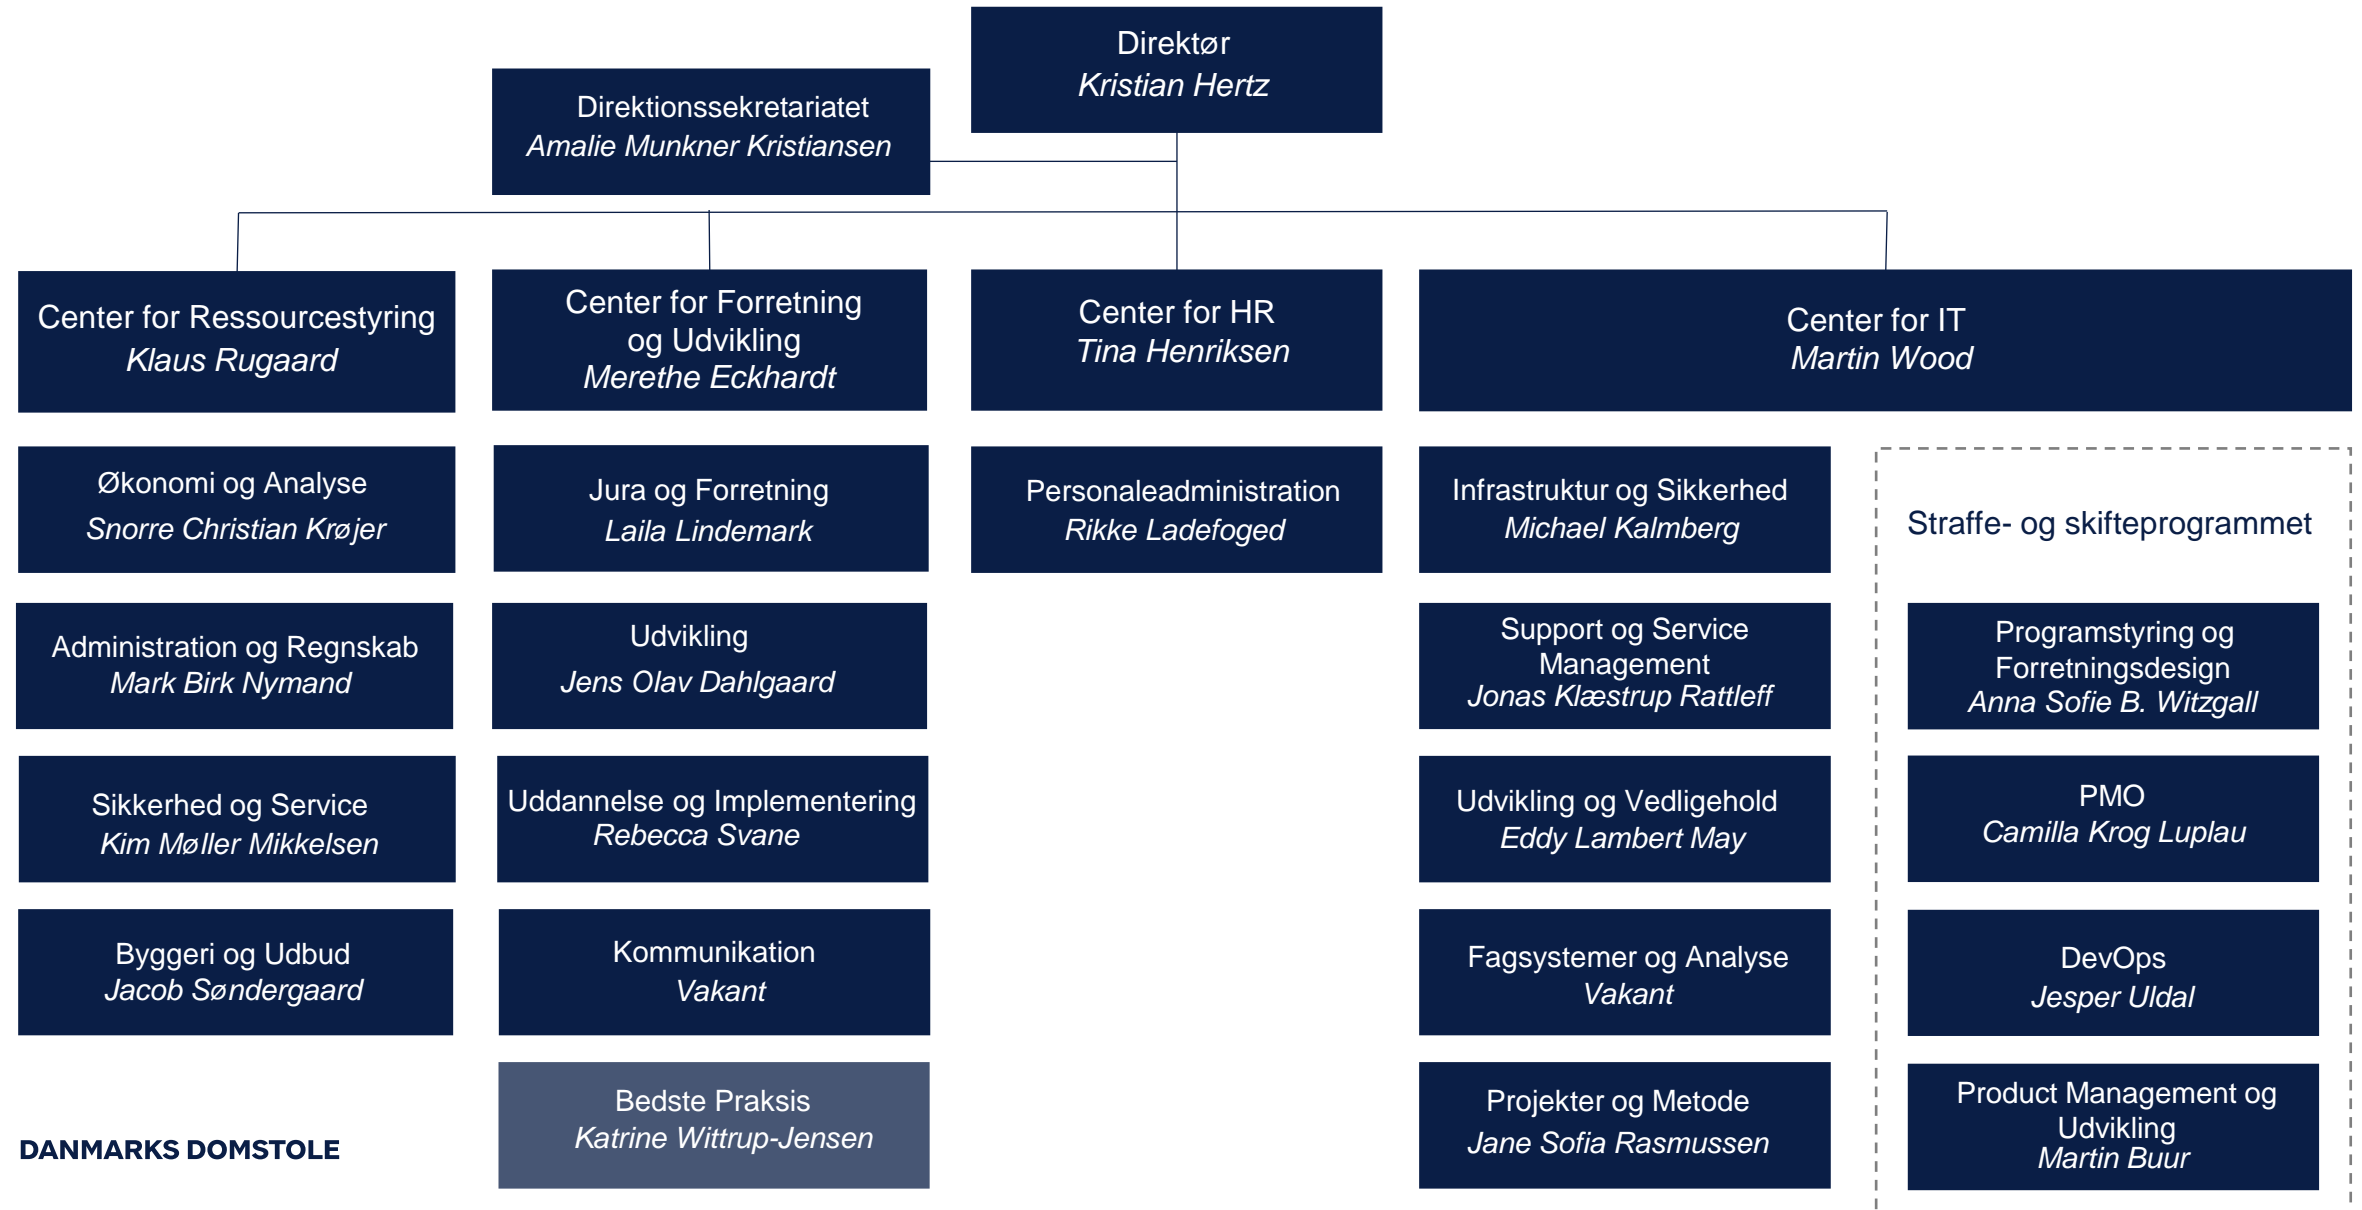 Direktør
Kristian Hertz
Direktionssekretariatet
Amalie Munkner Kristiansen
Center for Ressourcestyring
Klaus Rugaard
Center for Forretning
og Udvikling
Merethe Eckhardt
Center for HR
Tina Henriksen
Center for IT
Martin Wood
Økonomi og Analyse
Snorre Christian Krøjer
Administration og Regnskab
Mark Birk Nymand
Sikkerhed og Service
Kim Møller Mikkelsen
Byggeri og Udbud
Jacob Søndergaard
Jura og Forretning
Laila Lindemark
Udvikling
Jens Olav Dahlgaard
Uddannelse og Implementering
Rebecca Svane
Kommunikation
Vakant
Bedste Praksis
Katrine Wittrup-Jensen
Personaleadministration
Rikke Ladefoged
Infrastruktur og Sikkerhed
Michael Kalmberg
Support og Service
Management
Jonas Klæstrup Rattleff
Udvikling og Vedligehold
Eddy Lambert May
Fagsystemer og Analyse
Vakant
Projekter og Metode
Jane Sofia Rasmussen
Straffe- og skifteprogrammet
Programstyring og
Forretningsdesign
Anna Sofie B. Witzgall
PMO
Camilla Krog Luplau
DevOps
Jesper Uldal
Product Management og
Udvikling
Martin Buur
DANMARKS DOMSTOLE